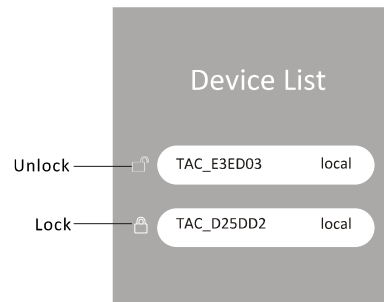 Device List
Unlock TAC_E3ED03 local
Lock TAC_D25DD2 local